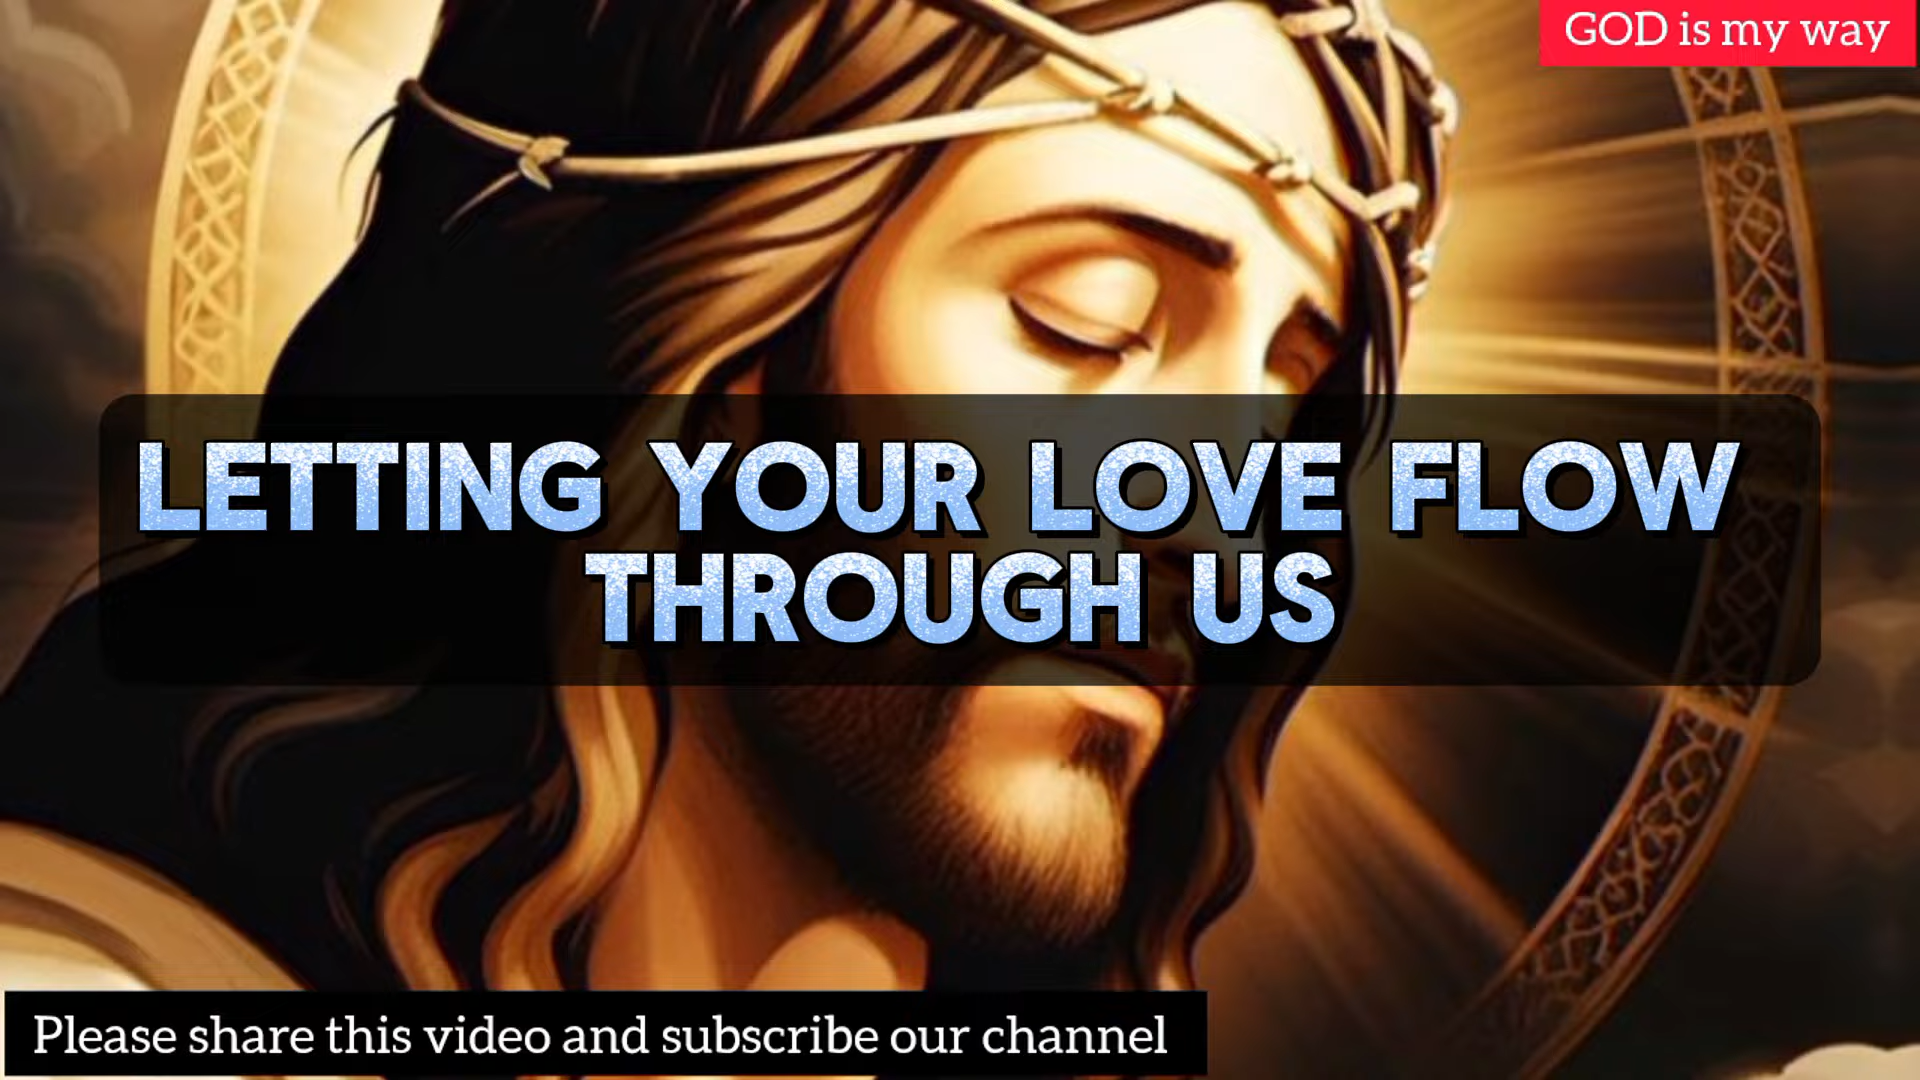 GOD is my way
LETTING YOUR LOVE FLOW
THROUGH US
Please share this video and subscribe our channel